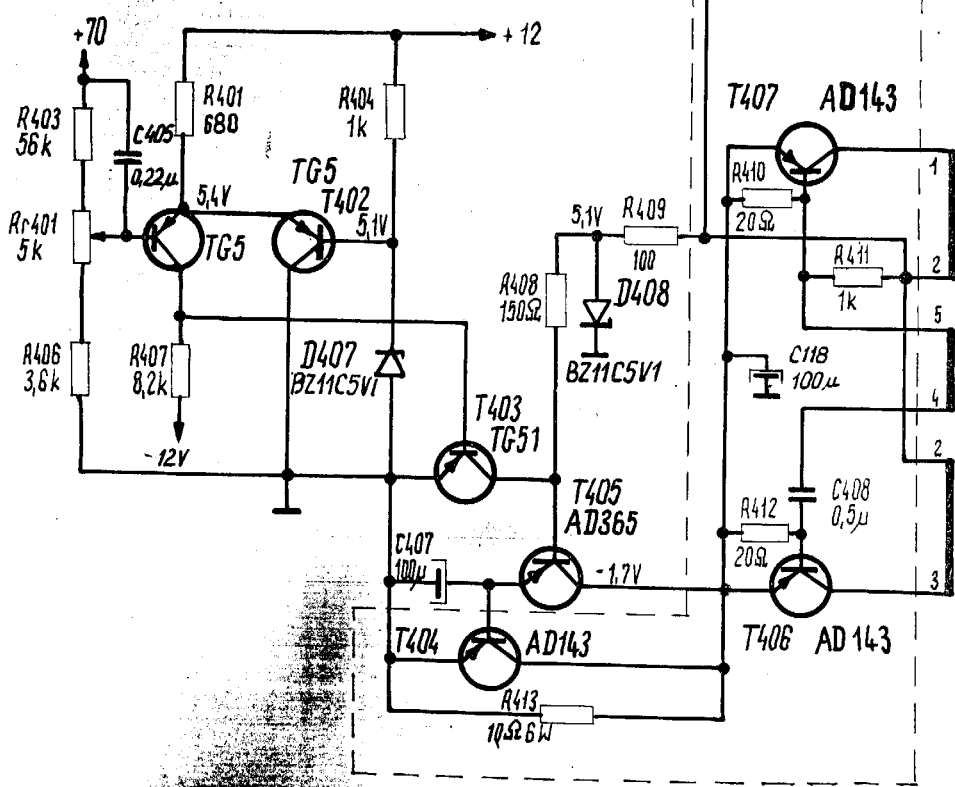 +70
+12
R403
56k
C405
0,22µ
R401
680
R404
1k
TG5
T402
5,4V
5,1V
Rr401
5k
TG5
R406
3,6k
R407
8,2k
-12V
D407
BZ11C5V1
T403
TG51
5,1V
R409
100
R408
150Ω
D408
BZ11C5V1
T405
AD365
-1,7V
C407
100µ
T404
AD143
R413
10Ω 6W
T407
AD143
R410
20Ω
R411
1k
C118
100µ
R412
20Ω
C408
0,5µ
T406
AD143
1
2
5
4
2
3